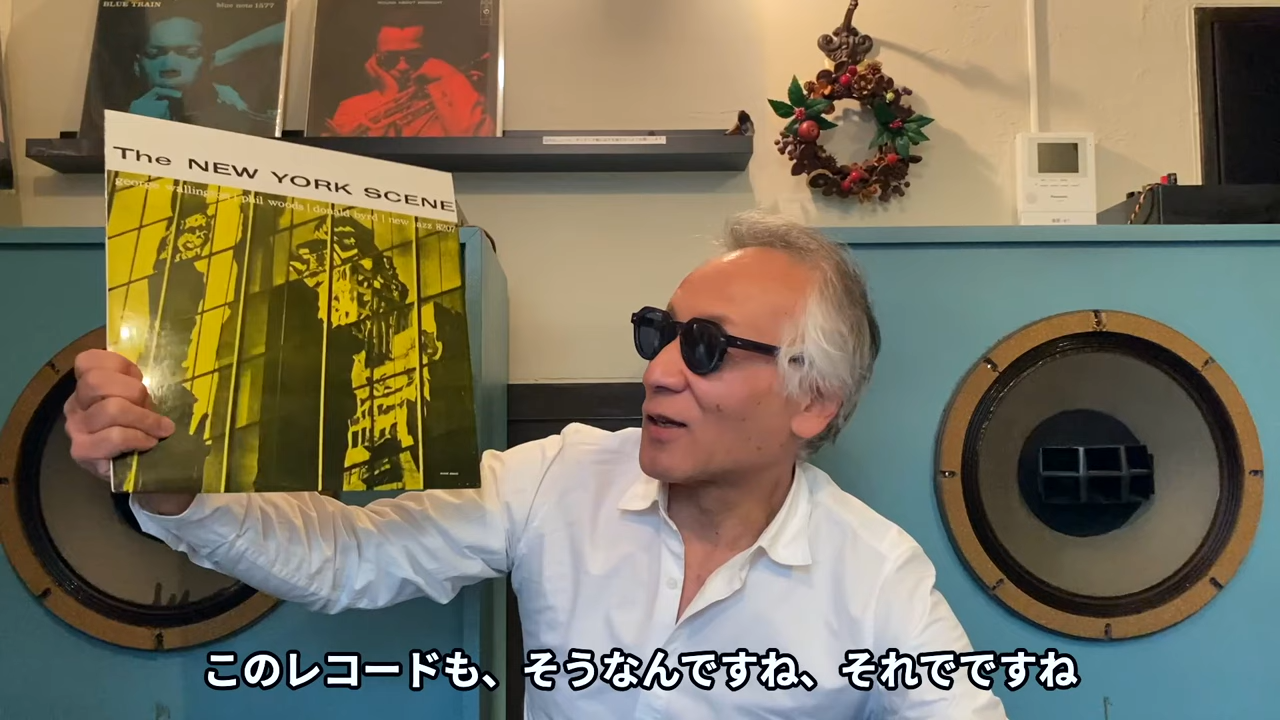 BLUE TRAIN
blue note 1577
The NEW YORK SCENE
george wallington | phil woods | donald byrd | new jazz 8207
このレコードも、そうなんですね、それでですね